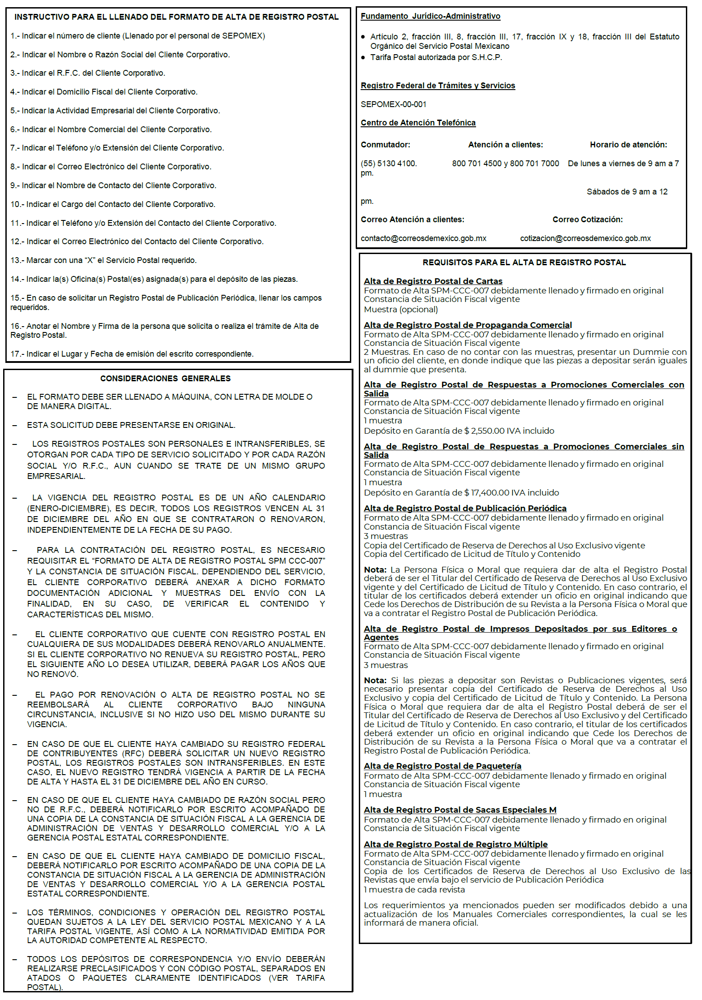 INSTRUCTIVO PARA EL LLENADO DEL FORMATO DE ALTA DE REGISTRO POSTAL
1.- Indicar el número de cliente (Llenado por el personal de SEPOMEX)
2.- Indicar el Nombre o Razón Social del Cliente Corporativo.
3.- Indicar el R.F.C. del Cliente Corporativo.
4.- Indicar el Domicilio Fiscal del Cliente Corporativo.
5.- Indicar la Actividad Empresarial del Cliente Corporativo.
6.- Indicar el Nombre Comercial del Cliente Corporativo.
7.- Indicar el Teléfono y/o Extensión del Cliente Corporativo.
8.- Indicar el Correo Electrónico del Cliente Corporativo.
9.- Indicar el Nombre de Contacto del Cliente Corporativo.
10.- Indicar el Cargo del Contacto del Cliente Corporativo.
11.- Indicar el Teléfono y/o Extensión del Contacto del Cliente Corporativo.
12.- Indicar el Correo Electrónico del Contacto del Cliente Corporativo.
13.- Marcar con una “X” el Servicio Postal requerido.
14.- Indicar la(s) Oficina(s) Postal(es) asignada(s) para el depósito de las piezas.
15.- En caso de solicitar un Registro Postal de Publicación Periódica, llenar los campos
requeridos.
16.- Anotar el Nombre y Firma de la persona que solicita o realiza el trámite de Alta de
Registro Postal.
17.- Indicar el Lugar y Fecha de emisión del escrito correspondiente.
CONSIDERACIONES GENERALES
– EL FORMATO DEBE SER LLENADO A MÁQUINA, CON LETRA DE MOLDE O
DE MANERA DIGITAL.
– ESTA SOLICITUD DEBE PRESENTARSE EN ORIGINAL.
– LOS REGISTROS POSTALES SON PERSONALES E INTRANSFERIBLES, SE
OTORGAN POR CADA TIPO DE SERVICIO SOLICITADO Y POR CADA RAZÓN
SOCIAL Y/O R.F.C., AUN CUANDO SE TRATE DE UN MISMO GRUPO
EMPRESARIAL.
– LA VIGENCIA DEL REGISTRO POSTAL ES DE UN AÑO CALENDARIO
(ENERO-DICIEMBRE), ES DECIR, TODOS LOS REGISTROS VENCEN AL 31
DE DICIEMBRE DEL AÑO EN QUE SE CONTRATARON O RENOVARON,
INDEPENDIENTEMENTE DE LA FECHA DE SU PAGO.
– PARA LA CONTRATACIÓN DEL REGISTRO POSTAL, ES NECESARIO
REQUISITAR EL “FORMATO DE ALTA DE REGISTRO POSTAL SPM CCC-007”
Y LA CONSTANCIA DE SITUACIÓN FISCAL. DEPENDIENDO DEL SERVICIO,
EL CLIENTE CORPORATIVO DEBERÁ ANEXAR A DICHO FORMATO
DOCUMENTACIÓN ADICIONAL Y MUESTRAS DEL ENVÍO CON LA
FINALIDAD, EN SU CASO, DE VERIFICAR EL CONTENIDO Y
CARACTERÍSTICAS DEL MISMO.
– EL CLIENTE CORPORATIVO QUE CUENTE CON REGISTRO POSTAL EN
CUALQUIERA DE SUS MODALIDADES DEBERÁ RENOVARLO ANUALMENTE.
SI EL CLIENTE CORPORATIVO NO RENUEVA SU REGISTRO POSTAL, PERO
EL SIGUIENTE AÑO LO DESEA UTILIZAR, DEBERÁ PAGAR LOS AÑOS QUE
NO RENOVÓ.
– EL PAGO POR RENOVACIÓN O ALTA DE REGISTRO POSTAL NO SE
REEMBOLSARÁ AL CLIENTE CORPORATIVO BAJO NINGUNA
CIRCUNSTANCIA, INCLUSIVE SI NO HIZO USO DEL MISMO DURANTE SU
VIGENCIA.
– EN CASO DE QUE EL CLIENTE HAYA CAMBIADO SU REGISTRO FEDERAL
DE CONTRIBUYENTES (RFC) DEBERÁ SOLICITAR UN NUEVO REGISTRO
POSTAL, LOS REGISTROS POSTALES SON INTRANSFERIBLES. EN ESTE
CASO, EL NUEVO REGISTRO TENDRÁ VIGENCIA A PARTIR DE LA FECHA
DE ALTA Y HASTA EL 31 DE DICIEMBRE DEL AÑO EN CURSO.
– EN CASO DE QUE EL CLIENTE HAYA CAMBIADO DE RAZÓN SOCIAL PERO
NO DE R.F.C., DEBERÁ NOTIFICARLO POR ESCRITO ACOMPAÑADO DE
UNA COPIA DE LA CONSTANCIA DE SITUACIÓN FISCAL A LA GERENCIA DE
ADMINISTRACIÓN DE VENTAS Y DESARROLLO COMERCIAL Y/O A LA
GERENCIA POSTAL ESTATAL CORRESPONDIENTE.
– EN CASO DE QUE EL CLIENTE HAYA CAMBIADO DE DOMICILIO FISCAL,
DEBERÁ NOTIFICARLO POR ESCRITO ACOMPAÑADO DE UNA COPIA DE LA
CONSTANCIA DE SITUACIÓN FISCAL A LA GERENCIA DE ADMINISTRACIÓN
DE VENTAS Y DESARROLLO COMERCIAL Y/O A LA GERENCIA POSTAL
ESTATAL CORRESPONDIENTE.
– LOS TÉRMINOS, CONDICIONES Y OPERACIÓN DEL REGISTRO POSTAL
QUEDAN SUJETOS A LA LEY DEL SERVICIO POSTAL MEXICANO Y A LA
TARIFA POSTAL VIGENTE, ASÍ COMO A LA NORMATIVIDAD EMITIDA POR
LA AUTORIDAD COMPETENTE AL RESPECTO.
– TODOS LOS DEPÓSITOS DE CORRESPONDENCIA Y/O ENVÍO DEBERÁN
REALIZARSE PRECLASIFICADOS Y CON CÓDIGO POSTAL, SEPARADOS EN
ATADOS O PAQUETES CLARAMENTE IDENTIFICADOS (VER TARIFA
POSTAL).
Fundamento Jurídico-Administrativo
● Artículo 2, fracción III, 8, fracción III, 17, fracción IX y 18, fracción III del Estatuto
Orgánico del Servicio Postal Mexicano
● Tarifa Postal autorizada por S.H.C.P.
Registro Federal de Trámites y Servicios
SEPOMEX-00-001
Centro de Atención Telefónica
Conmutador: Atención a clientes: Horario de atención:
(55) 5130 4100. 800 701 4500 y 800 701 7000 De lunes a viernes de 9 am a 7
pm.
Sábados de 9 am a 12
pm.
Correo Atención a clientes: Correo Cotización:
contacto@correosdemexico.gob.mx cotizacion@correosdemexico.gob.mx
REQUISITOS PARA EL ALTA DE REGISTRO POSTAL
Alta de Registro Postal de Cartas
Formato de Alta SPM-CCC-007 debidamente llenado y firmado en original
Constancia de Situación Fiscal vigente
Muestra (opcional)
Alta de Registro Postal de Propaganda Comercial
Formato de Alta SPM-CCC-007 debidamente llenado y firmado en original
Constancia de Situación Fiscal vigente
2 Muestras. En caso de no contar con las muestras, presentar un Dummie con
un oficio del cliente, en donde indique que las piezas a depositar serán iguales
al dummie que presenta.
Alta de Registro Postal de Respuestas a Promociones Comerciales con
Salida
Formato de Alta SPM-CCC-007 debidamente llenado y firmado en original
Constancia de Situación Fiscal vigente
1 muestra
Depósito en Garantía de $ 2,550.00 IVA incluido
Alta de Registro Postal de Respuestas a Promociones Comerciales sin
Salida
Formato de Alta SPM-CCC-007 debidamente llenado y firmado en original
Constancia de Situación Fiscal vigente
1 muestra
Depósito en Garantía de $ 17,400.00 IVA incluido
Alta de Registro Postal de Publicación Periódica
Formato de Alta SPM-CCC-007 debidamente llenado y firmado en original
Constancia de Situación Fiscal vigente
3 muestras
Copia del Certificado de Reserva de Derechos al Uso Exclusivo vigente
Copia del Certificado de Licitud de Título y Contenido
Nota: La Persona Física o Moral que requiera dar de alta el Registro Postal
deberá de ser el Titular del Certificado de Reserva de Derechos al Uso Exclusivo
vigente y del Certificado de Licitud de Título y Contenido. En caso contrario, el
titular de los certificados deberá extender un oficio en original indicando que
Cede los Derechos de Distribución de su Revista a la Persona Física o Moral que
va a contratar el Registro Postal de Publicación Periódica.
Alta de Registro Postal de Impresos Depositados por sus Editores o
Agentes
Formato de Alta SPM-CCC-007 debidamente llenado y firmado en original
Constancia de Situación Fiscal vigente
3 muestras
Nota: Si las piezas a depositar son Revistas o Publicaciones vigentes, será
necesario presentar copia del Certificado de Reserva de Derechos al Uso
Exclusivo y copia del Certificado de Licitud de Título y Contenido. La Persona
Física o Moral que requiera dar de alta el Registro Postal deberá de ser el
Titular del Certificado de Reserva de Derechos al Uso Exclusivo y del Certificado
de Licitud de Título y Contenido. En caso contrario, el titular de los certificados
deberá extender un oficio en original indicando que Cede los Derechos de
Distribución de su Revista a la Persona Física o Moral que va a contratar el
Registro Postal de Publicación Periódica.
Alta de Registro Postal de Paquetería
Formato de Alta SPM-CCC-007 debidamente llenado y firmado en original
Constancia de Situación Fiscal vigente
1 muestra
Alta de Registro Postal de Sacas Especiales M
Formato de Alta SPM-CCC-007 debidamente llenado y firmado en original
Constancia de Situación Fiscal vigente
Alta de Registro Postal de Registro Múltiple
Formato de Alta SPM-CCC-007 debidamente llenado y firmado en original
Constancia de Situación Fiscal vigente
Copia de los Certificados de Reserva de Derechos al Uso Exclusivo de las
Revistas que envía bajo el servicio de Publicación Periódica
1 muestra de cada revista
Los requerimientos ya mencionados pueden ser modificados debido a una
actualización de los Manuales Comerciales correspondientes, la cual se les
informará de manera oficial.